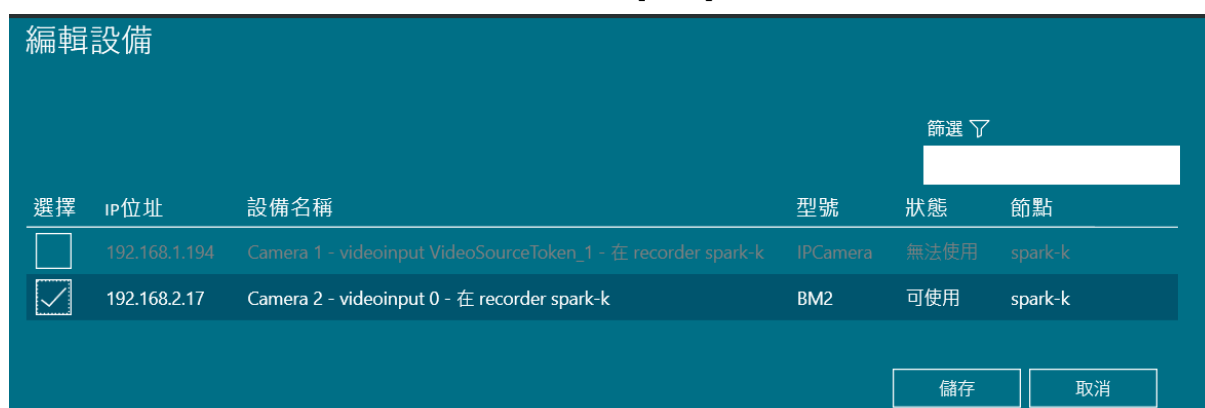 編輯設備
篩選
選擇 IP位址 設備名稱 型號 狀態 節點
192.168.1.194 Camera 1 - videoinput VideoSourceToken_1 - 在 recorder spark-k IPCamera 無法使用 spark-k
192.168.2.17 Camera 2 - videoinput 0 - 在 recorder spark-k BM2 可使用 spark-k
儲存 取消